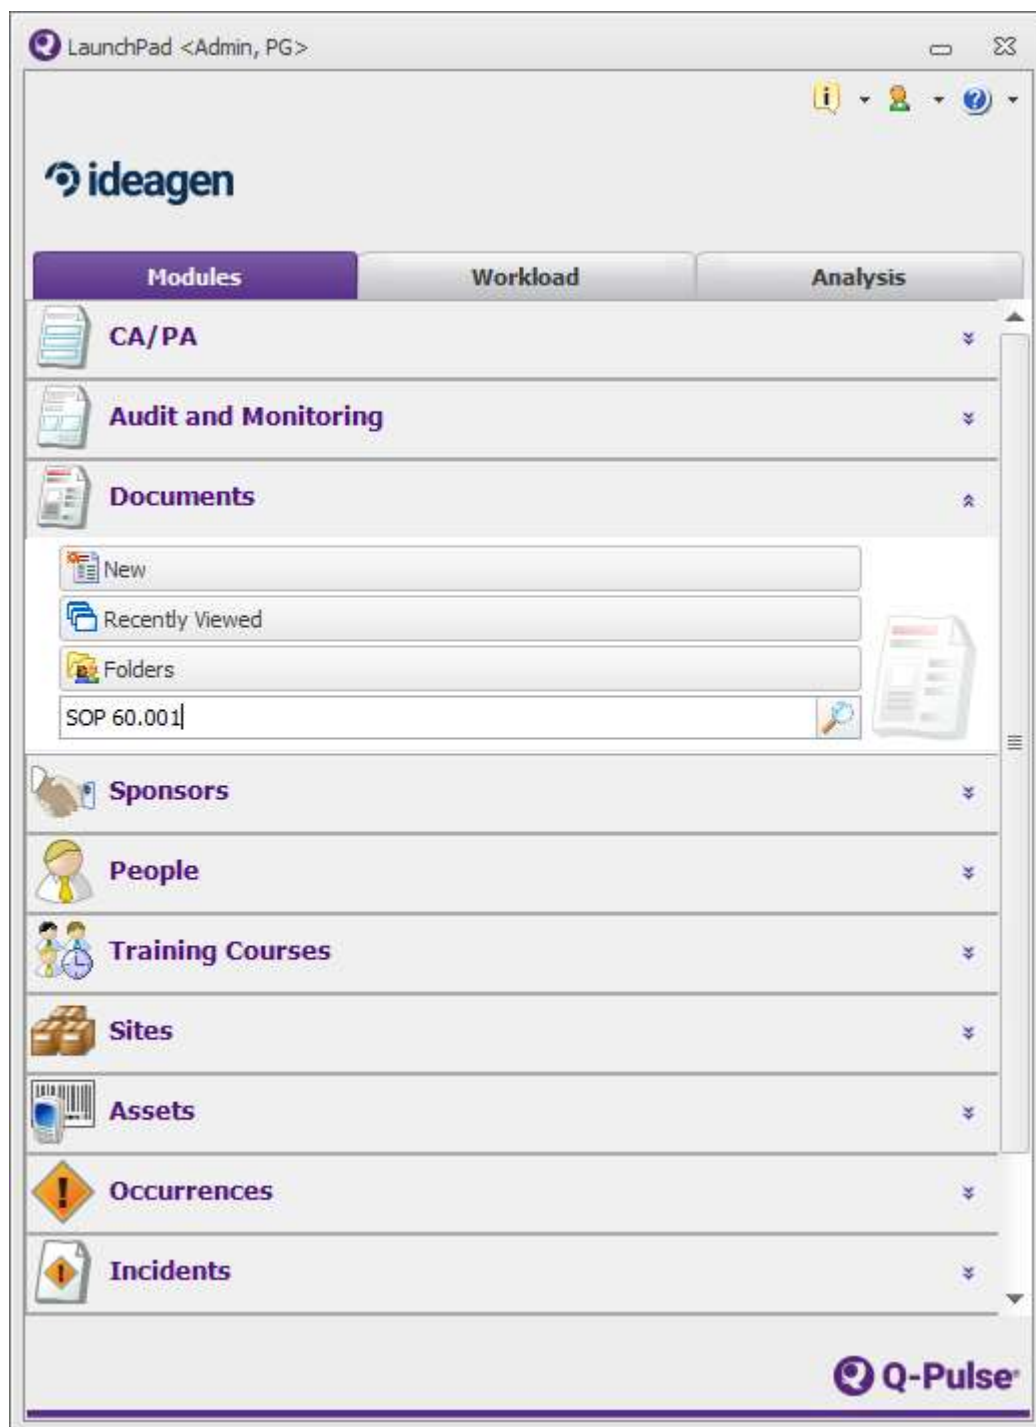 LaunchPad <Admin, PG>
ideagen
Modules Workload Analysis
CA/PA
Audit and Monitoring
Documents
New
Recently Viewed
Folders
SOP 60.001
Sponsors
People
Training Courses
Sites
Assets
Occurrences
Incidents
Q-Pulse®